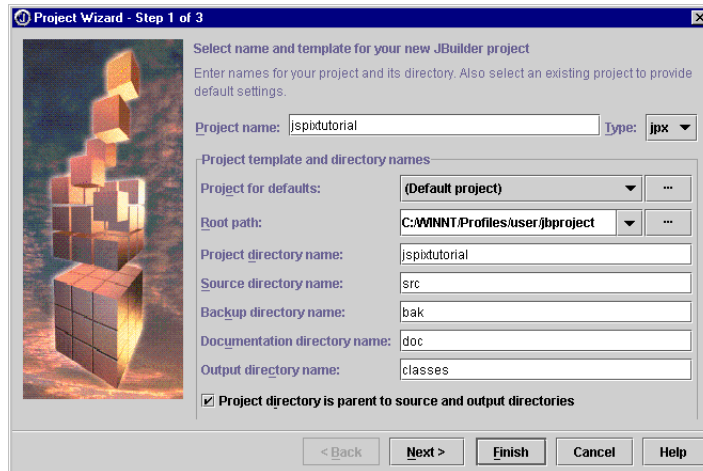 Project Wizard - Step 1 of 3
Select name and template for your new JBuilder project
Enter names for your project and its directory. Also select an existing project to provide
default settings.
Project name: jspixtutorial Type: jpx
Project template and directory names
Project for defaults: (Default project) ...
Root path: C:/WINNT/Profiles/user/jbproject ...
Project directory name: jspixtutorial
Source directory name: src
Backup directory name: bak
Documentation directory name: doc
Output directory name: classes
Project directory is parent to source and output directories
< Back Next > Finish Cancel Help